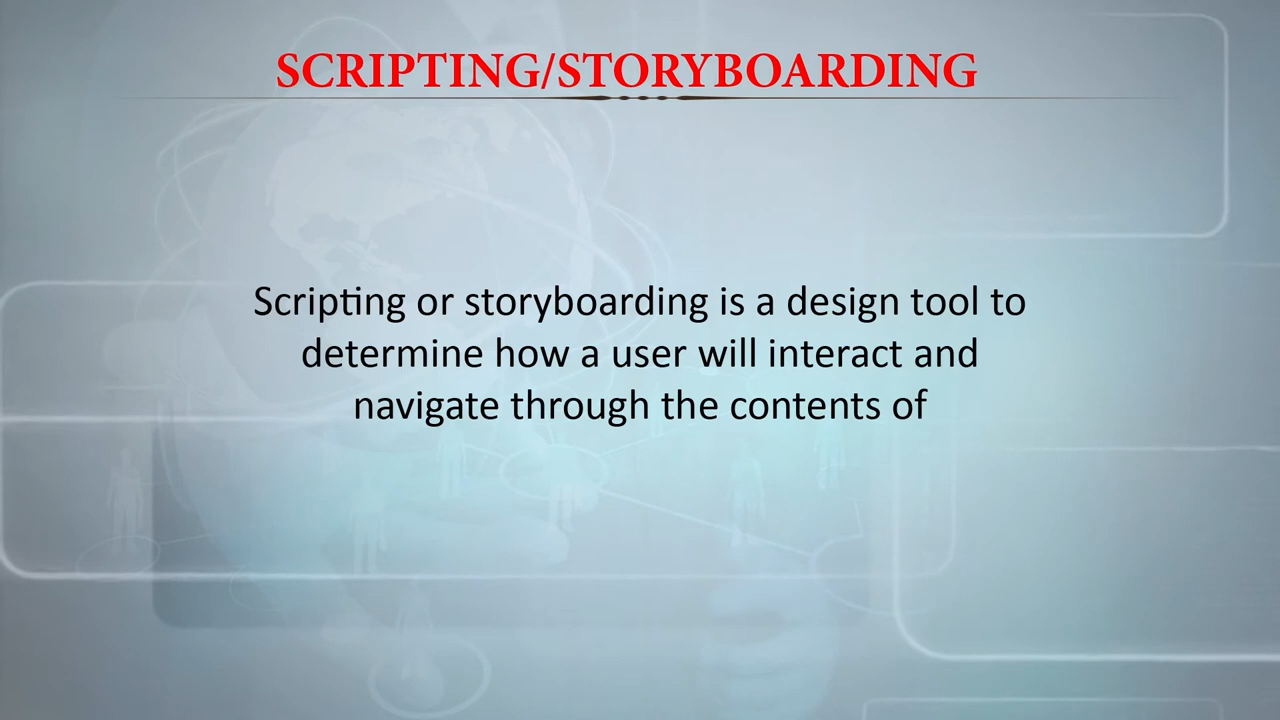 SCRIPTING/STORYBOARDING
Scripting or storyboarding is a design tool to
determine how a user will interact and
navigate through the contents of